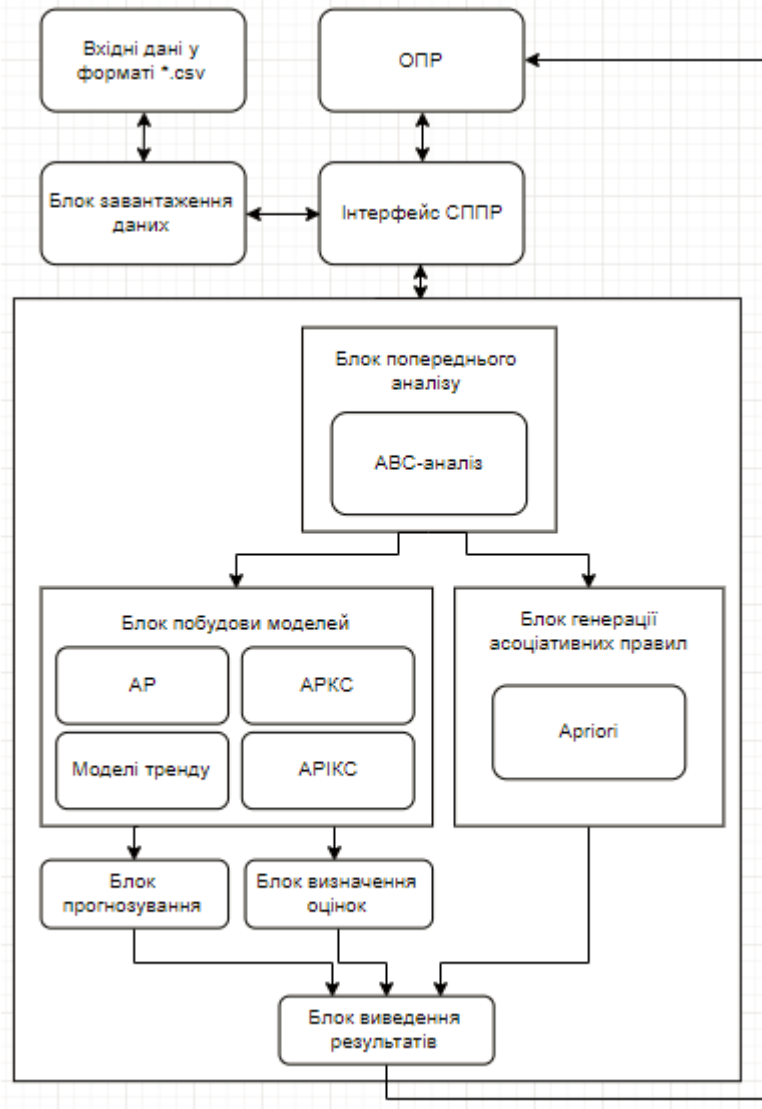 Вхідні дані у
форматі *.csv
ОПР
Блок завантаження
даних
Інтерфейс СППР
Блок попереднього
аналізу
АВС-аналіз
Блок побудови моделей
АР
АРКС
Моделі тренду
АРІКС
Блок генерації
асоціативних правил
Apriori
Блок
прогнозування
Блок визначення
оцінок
Блок виведення
результатів